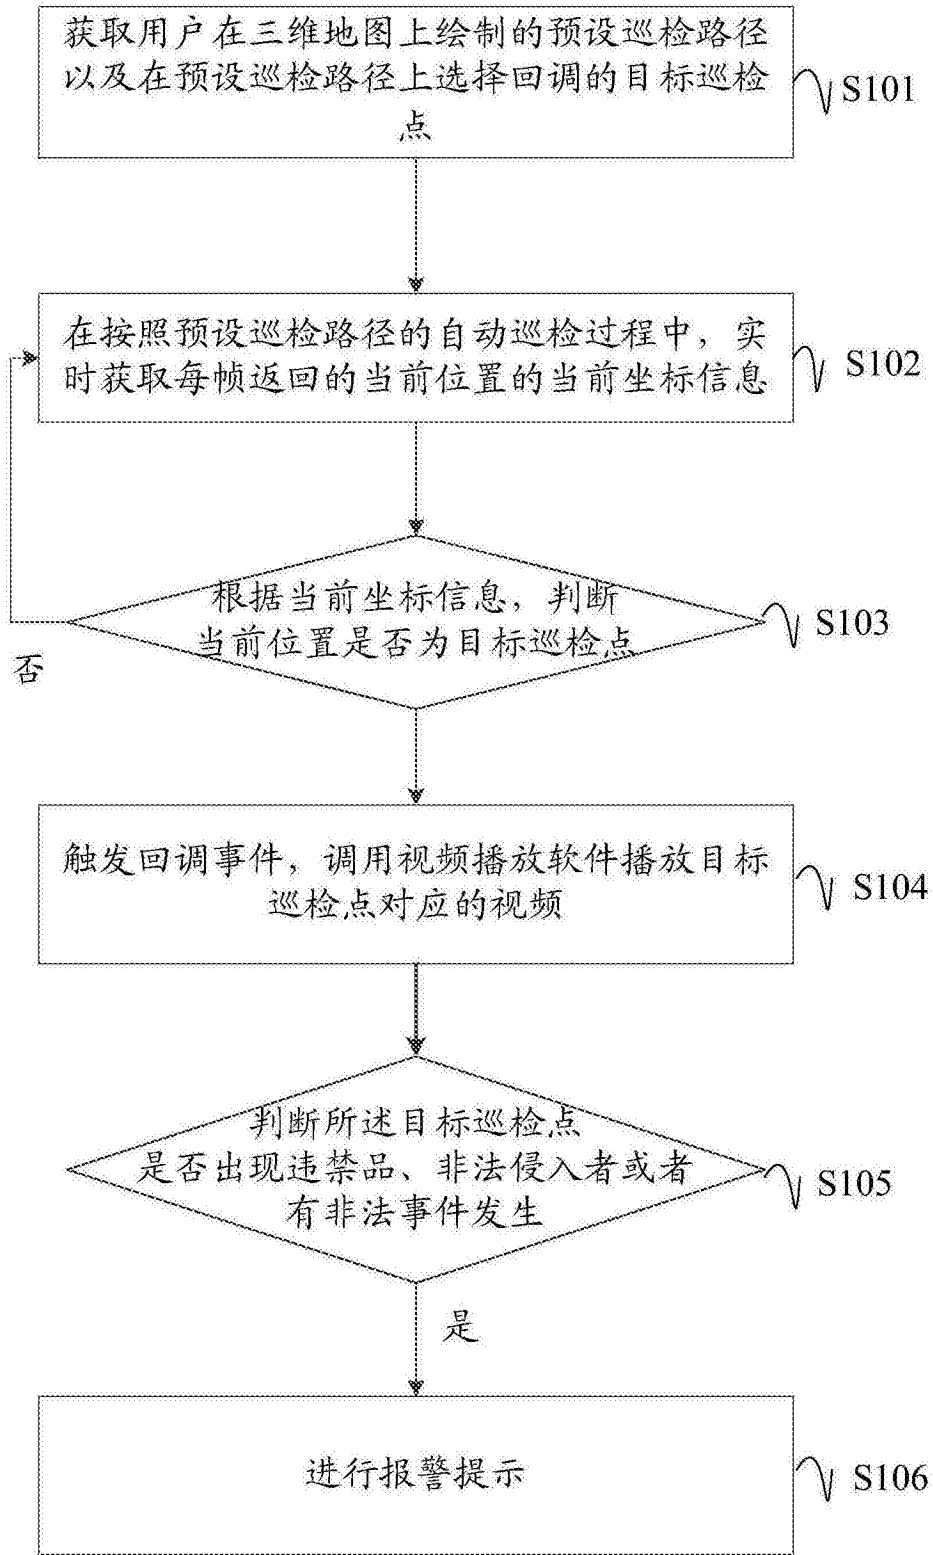 获取用户在三维地图上绘制的预设巡检路径
以及在预设巡检路径上选择回调的目标巡检
点
S101
在按照预设巡检路径的自动巡检过程中，实
时获取每帧返回的当前位置的当前坐标信息
S102
根据当前坐标信息，判断
当前位置是否为目标巡检点
S103
否
触发回调事件，调用视频播放软件播放目标
巡检点对应的视频
S104
判断所述目标巡检点
是否出现违禁品、非法侵入者或者
有非法事件发生
S105
是
进行报警提示
S106